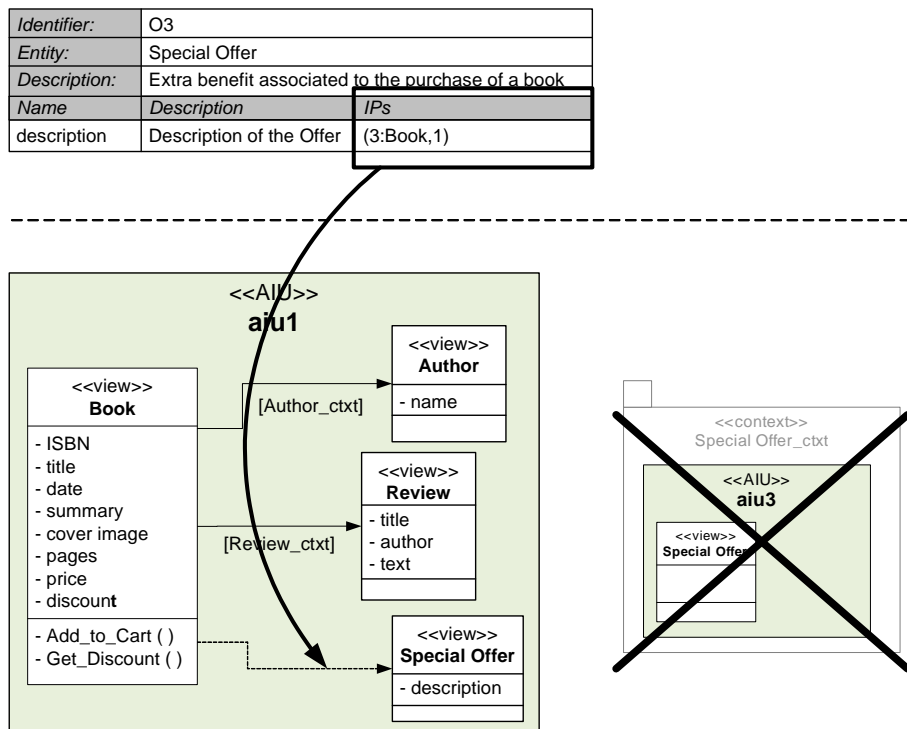 Identifier: O3
Entity: Special Offer
Description: Extra benefit associated to the purchase of a book
Name Description IPs
description Description of the Offer (3:Book,1)
<<AIU>>
aiu1
<<view>>
Book
- ISBN
- title
- date
- summary
- cover image
- pages
- price
- discount
- Add_to_Cart ( )
- Get_Discount ( )
[Author_ctxt]
[Review_ctxt]
<<view>>
Author
- name
<<view>>
Review
- title
- author
- text
<<view>>
Special Offer
- description
<<context>>
Special Offer_ctxt
<<AIU>>
aiu3
<<view>>
Special Offer